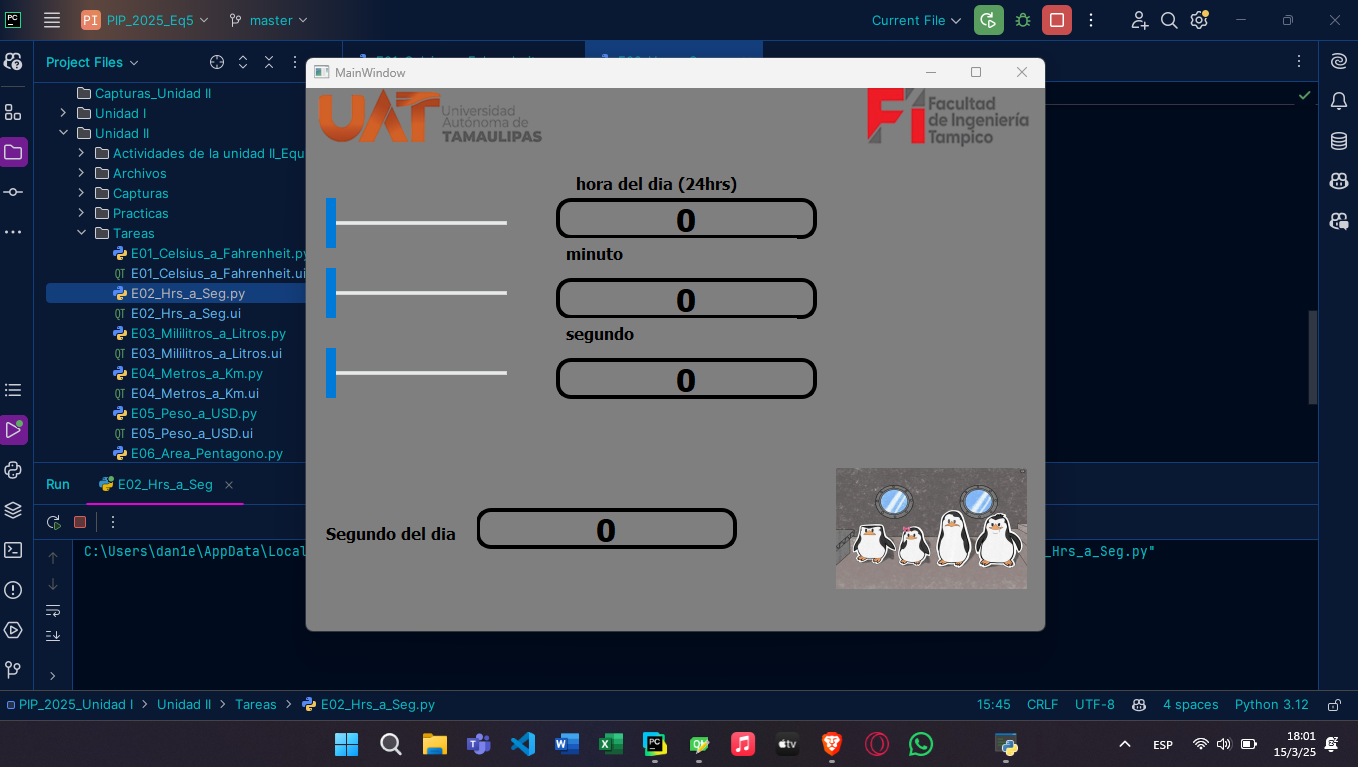 PC
PI PIP_2025_Eq5
master
Current File
Project Files
Capturas_Unidad II
Unidad I
Unidad II
Actividades de la unidad II_Equ
Archivos
Capturas
Practicas
Tareas
E01_Celsius_a_Fahrenheit.py
E01_Celsius_a_Fahrenheit.ui
E02_Hrs_a_Seg.py
E02_Hrs_a_Seg.ui
E03_Mililitros_a_Litros.py
E03_Mililitros_a_Litros.ui
E04_Metros_a_Km.py
E04_Metros_a_Km.ui
E05_Peso_a_USD.py
E05_Peso_a_USD.ui
E06_Area_Pentagono.py
MainWindow
UAT Universidad
Autónoma de
TAMAULIPAS
Fi Facultad
de Ingeniería
Tampico
hora del dia (24hrs)
0
minuto
0
segundo
0
Segundo del dia
0
Run
E02_Hrs_a_Seg
C:\Users\dan1e\AppData\Loca
_Hrs_a_Seg.py"
PIP_2025_Unidad I > Unidad II > Tareas > E02_Hrs_a_Seg.py
15:45 CRLF UTF-8 4 spaces Python 3.12
tv
ESP
18:01
15/3/25